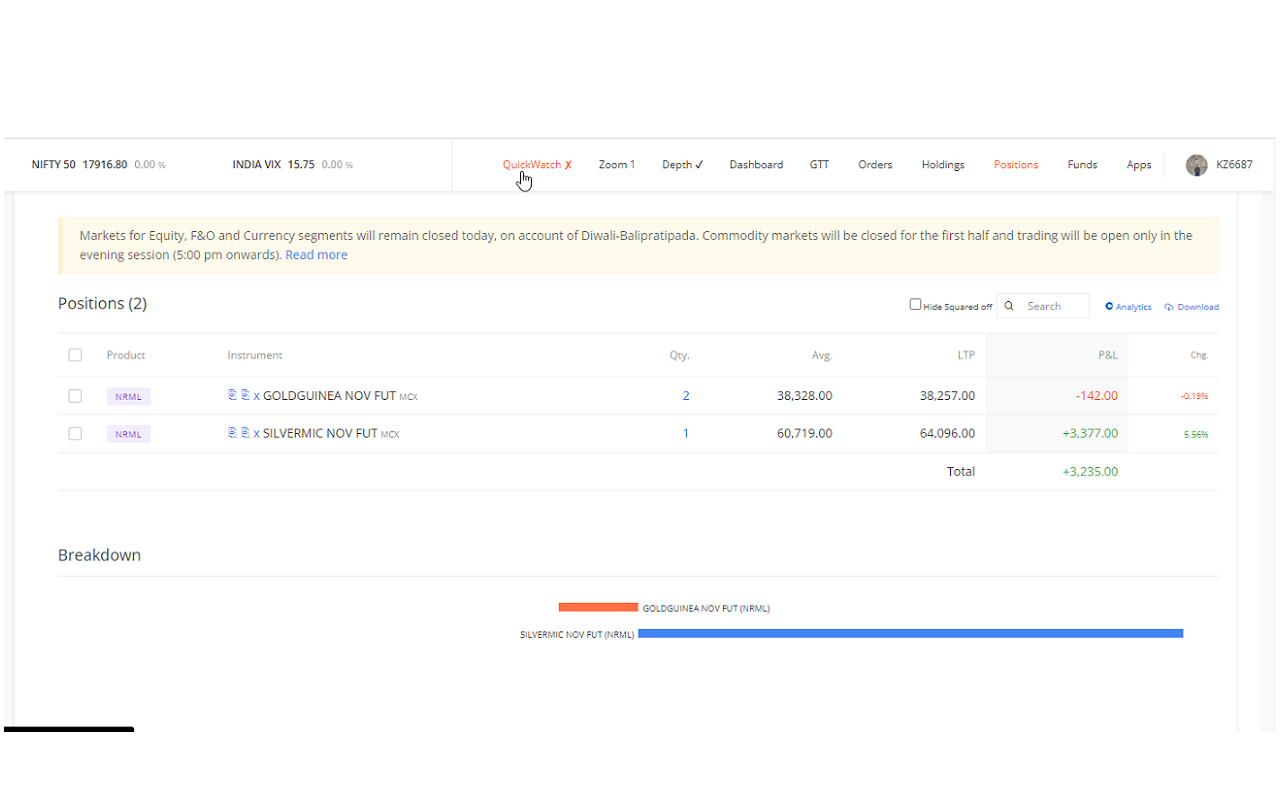 NIFTY 50 17916.80 0.00 % INDIA VIX 15.75 0.00 % QuickWatch ✗ Zoom 1 Depth ✓ Dashboard GTT Orders Holdings Positions Funds Apps KZ6687
Markets for Equity, F&O and Currency segments will remain closed today, on account of Diwali-Balipratipada. Commodity markets will be closed for the first half and trading will be open only in the
evening session (5:00 pm onwards). Read more
Positions (2) Hide Squared off Search Analytics Download
Product Instrument Qty. Avg. LTP P&L Chg.
NRML X GOLDGUINEA NOV FUT MCX 2 38,328.00 38,257.00 -142.00 -0.19%
NRML X SILVERMIC NOV FUT MCX 1 60,719.00 64,096.00 +3,377.00 5.56%
Total +3,235.00
Breakdown
GOLDGUINEA NOV FUT (NRML)
SILVERMIC NOV FUT (NRML)